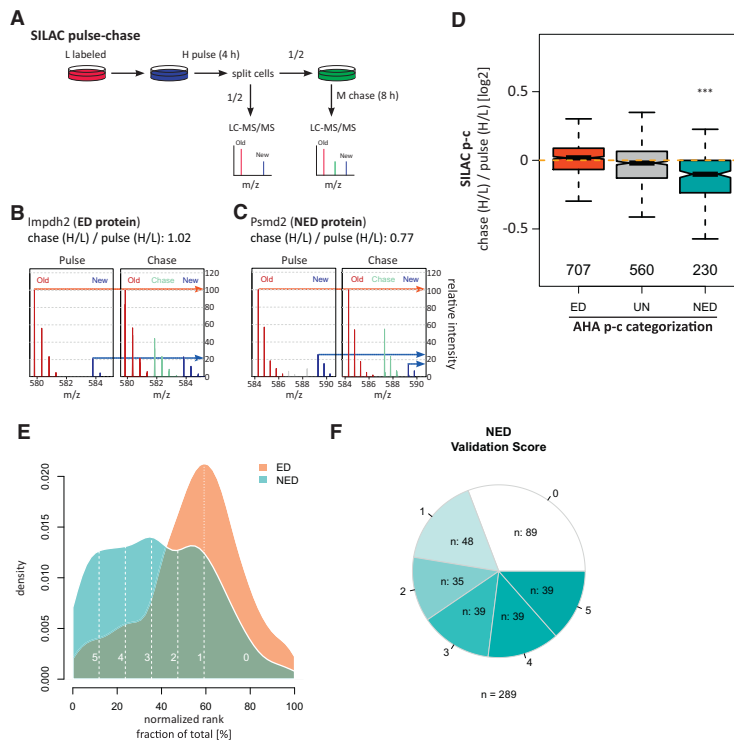 A
SILAC pulse-chase
L labeled
H pulse (4 h)
split cells
1/2
1/2
M chase (8 h)
LC-MS/MS
LC-MS/MS
Old
New
m/z
Old
New
m/z
B
Impdh2 (ED protein)
chase (H/L) / pulse (H/L): 1.02
Pulse
Chase
Old
New
Old
Chase
New
120
100
80
60
40
20
0
580
582
584
580
582
584
m/z
m/z
C
Psmd2 (NED protein)
chase (H/L) / pulse (H/L): 0.77
Pulse
Chase
Old
New
Old
Chase
New
120
100
80
60
40
20
0
relative intensity
584
586
588
590
584
586
588
590
m/z
m/z
D
SILAC p-c
chase (H/L) / pulse (H/L) [log2]
0.5
0
-0.5
***
707
560
230
ED
UN
NED
AHA p-c categorization
E
ED
NED
density
0.020
0.015
0.010
0.005
0.000
5
4
3
2
1
0
0
20
40
60
80
100
normalized rank
fraction of total [%]
F
NED
Validation Score
0
1
2
3
4
5
n: 89
n: 48
n: 35
n: 39
n: 39
n: 39
n = 289